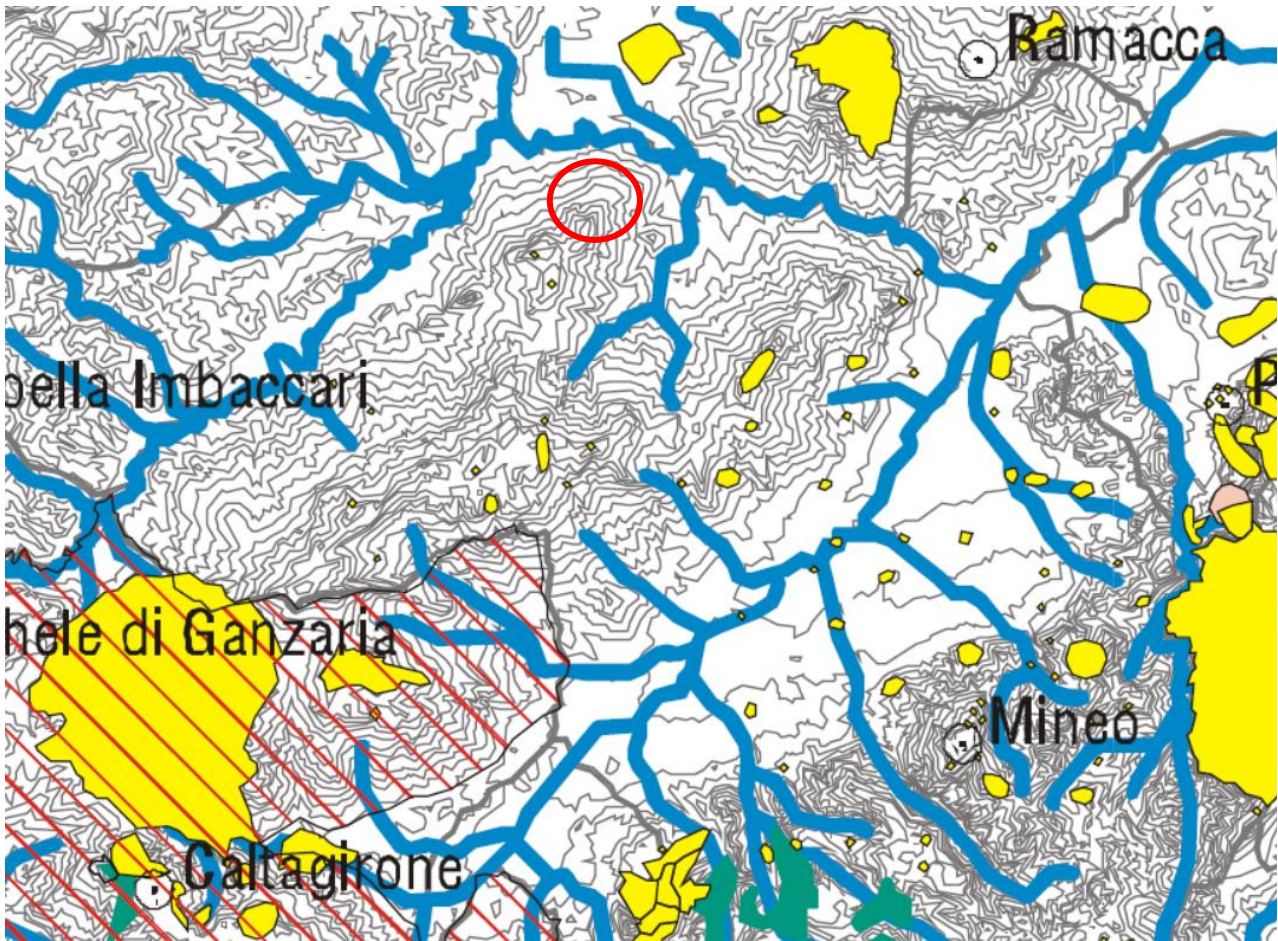 Ramacca
bella Imbaccari
P
hele di Ganzaria
Mineo
Caltagirone